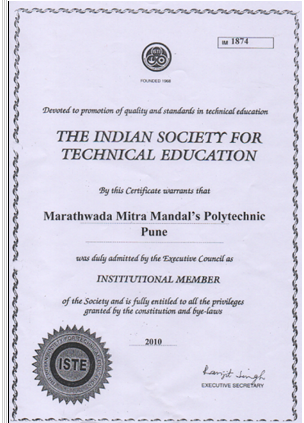 IM 1874
FOUNDED 1968
Devoted to promotion of quality and standards in technical education
THE INDIAN SOCIETY FOR
TECHNICAL EDUCATION
By this Certificate warrants that
Marathwada Mitra Mandal's Polytechnic
Pune
was duly admitted by the Executive Council as
INSTITUTIONAL MEMBER
of the Society and is fully entitled to all the privileges
granted by the constitution and bye-laws
2010
ISTE
Ranjit Singh
EXECUTIVE SECRETARY